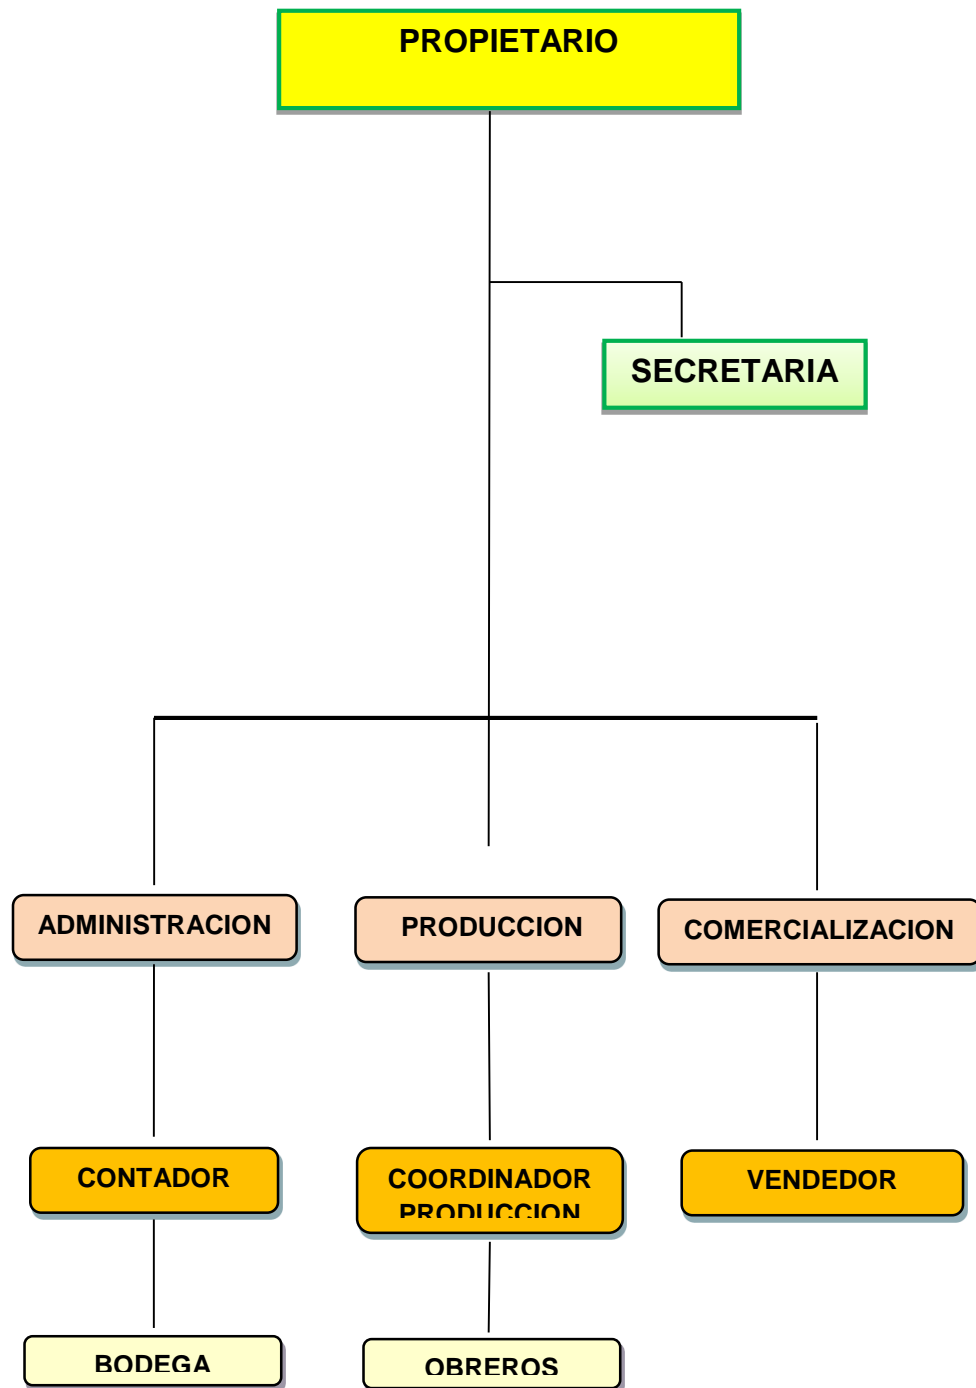 PROPIETARIO
SECRETARIA
ADMINISTRACION
PRODUCCION
COMERCIALIZACION
CONTADOR
COORDINADOR
PRODUCCION
VENDEDOR
BODEGA
OBREROS